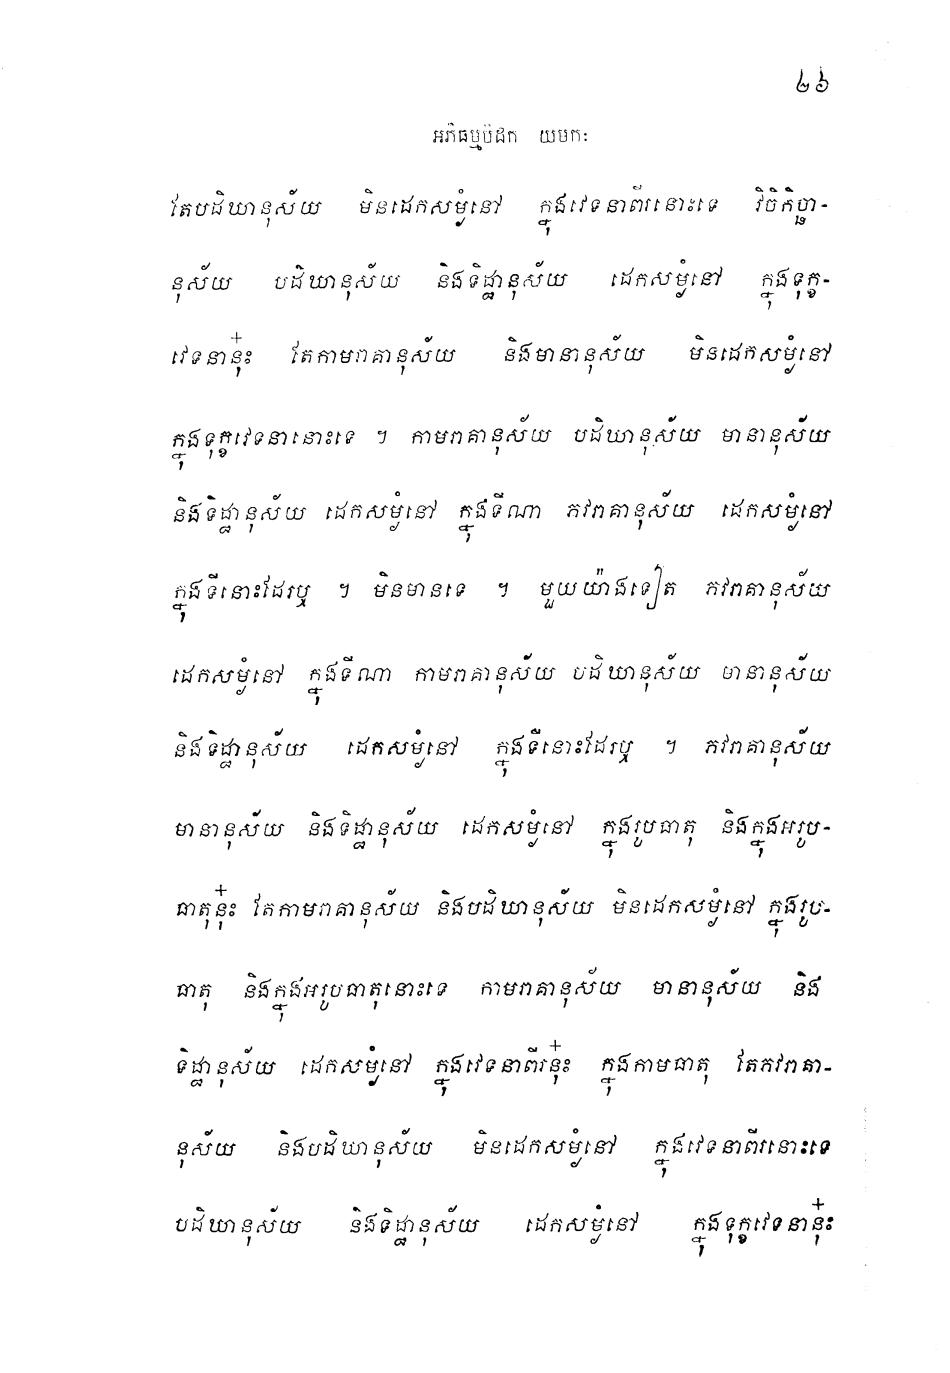 ៤៦
អភិធម្មបិដក យមកៈ
តែបដិឃានុស័យ មិនដេកសម្ងំនៅ ក្នុងវេទនាពីរនោះទេ វិចិកិច្ឆា-
នុស័យ បដិឃានុស័យ និងទិដ្ឋានុស័យ ដេកសម្ងំនៅ ក្នុងទុក្ខ-
វេទនានុ៎ះ តែកាមរាគានុស័យ និងមានានុស័យ មិនដេកសម្ងំនៅ
ក្នុងទុក្ខវេទនានោះទេ ។ កាមរាគានុស័យ បដិឃានុស័យ មានានុស័យ
និងទិដ្ឋានុស័យ ដេកសម្ងំនៅ ក្នុងទីណា ភវរាគានុស័យ ដេកសម្ងំនៅ
ក្នុងទីនោះដែរឬ ។ មិនមានទេ ។ មួយយ៉ាងទៀត ភវរាគានុស័យ
ដេកសម្ងំនៅ ក្នុងទីណា កាមរាគានុស័យ បដិឃានុស័យ មានានុស័យ
និងទិដ្ឋានុស័យ ដេកសម្ងំនៅ ក្នុងទីនោះដែរឬ ។ ភវរាគានុស័យ
មានានុស័យ និងទិដ្ឋានុស័យ ដេកសម្ងំនៅ ក្នុងរូបធាតុ និងក្នុងអរូប-
ធាតុនុ៎ះ តែកាមរាគានុស័យ និងបដិឃានុស័យ មិនដេកសម្ងំនៅ ក្នុងរូប-
ធាតុ និងក្នុងអរូបធាតុនោះទេ កាមរាគានុស័យ មានានុស័យ និង
ទិដ្ឋានុស័យ ដេកសម្ងំនៅ ក្នុងវេទនាពីរនុ៎ះ ក្នុងកាមធាតុ តែភវរាគា-
នុស័យ និងបដិឃានុស័យ មិនដេកសម្ងំនៅ ក្នុងវេទនាពីរនោះទេ
បដិឃានុស័យ និងទិដ្ឋានុស័យ ដេកសម្ងំនៅ ក្នុងទុក្ខវេទនានុ៎ះ